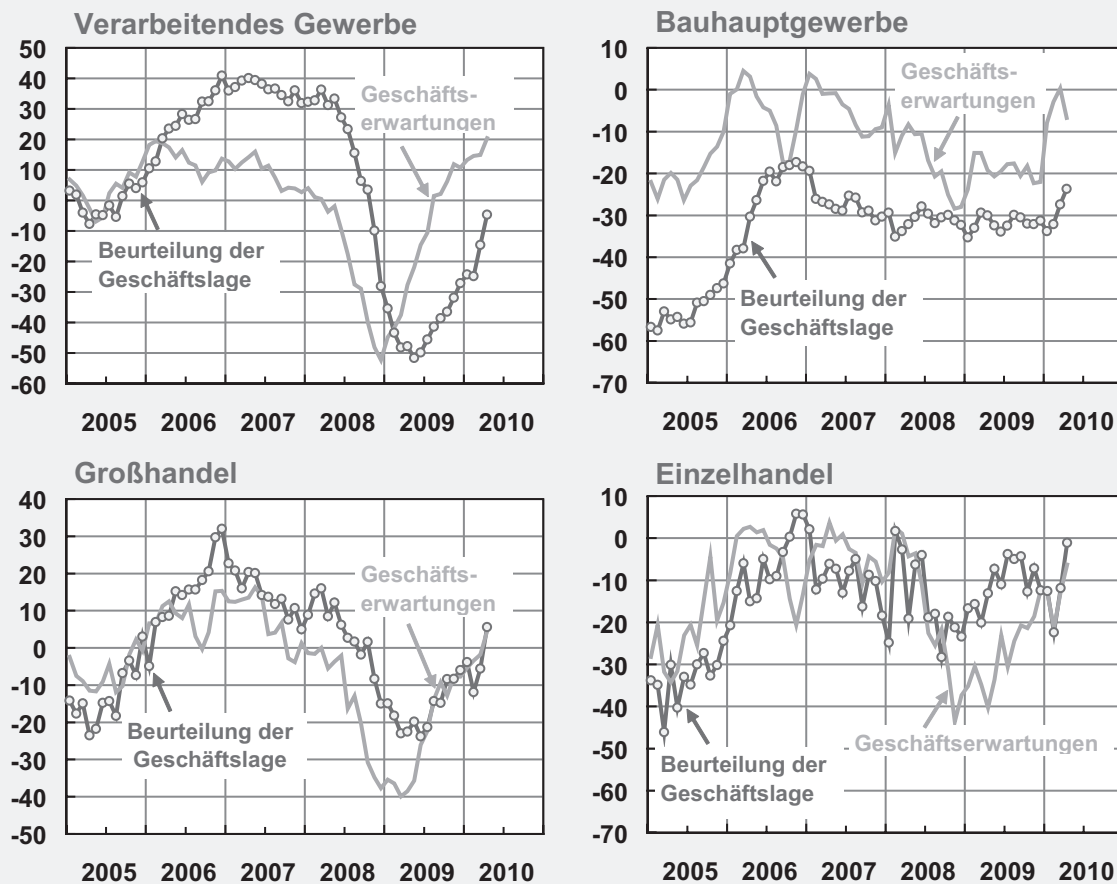 Verarbeitendes Gewerbe
50
40
30
20
10
0
-10
-20
-30
-40
-50
-60
Geschäfts-
erwartungen
Beurteilung der
Geschäftslage
2005 2006 2007 2008 2009 2010
Bauhauptgewerbe
10
0
-10
-20
-30
-40
-50
-60
-70
Geschäfts-
erwartungen
Beurteilung der
Geschäftslage
2005 2006 2007 2008 2009 2010
Großhandel
40
30
20
10
0
-10
-20
-30
-40
-50
Geschäfts-
erwartungen
Beurteilung der
Geschäftslage
2005 2006 2007 2008 2009 2010
Einzelhandel
10
0
-10
-20
-30
-40
-50
-60
-70
Geschäftserwartungen
Beurteilung der
Geschäftslage
2005 2006 2007 2008 2009 2010